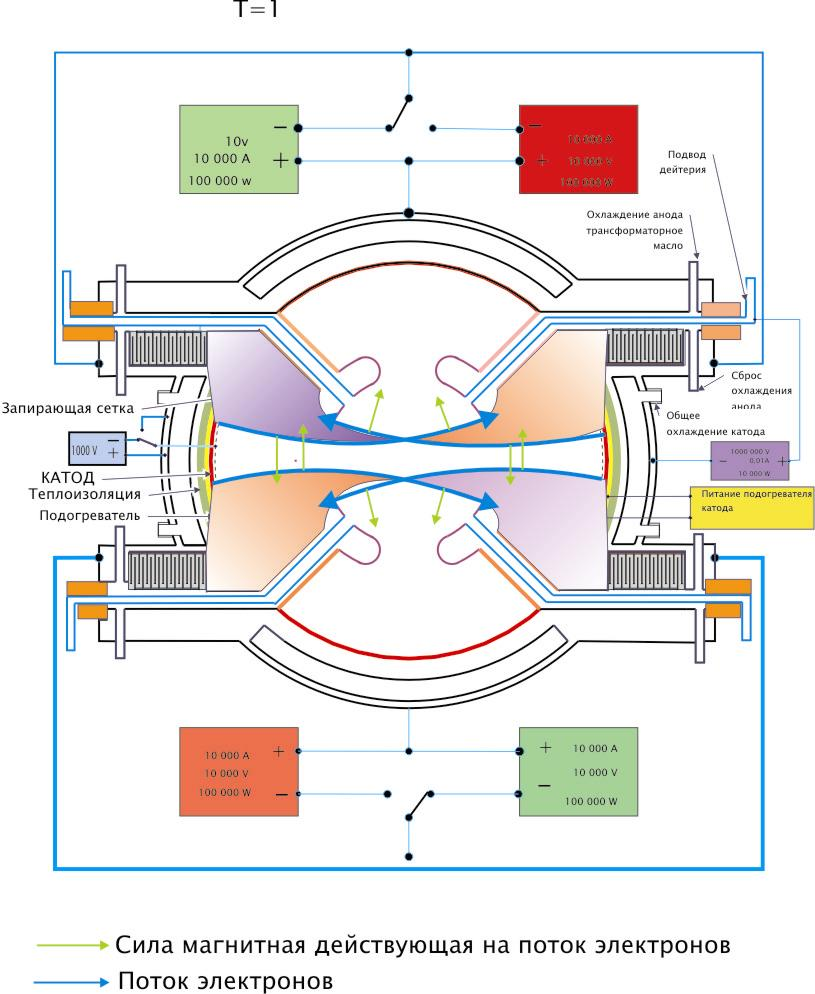 T=1
10v
10 000 A
100 000 w
−
+
−
+
10 000 A
10 000 V
100 000 W
Подвод
дейтерия
Охлаждение анода
трансформаторное
масло
Сброс
охлаждения
анода
Общее
охлаждение катода
Запирающая сетка
1000 V
−
+
КАТОД
Теплоизоляция
Подогреватель
1000 000 V
0,01A
10 000 W
−
+
Питание подогревателя
катода
10 000 A
10 000 V
100 000 W
+
−
+
−
10 000 A
10 000 V
100 000 W
Сила магнитная действующая на поток электронов
Поток электронов